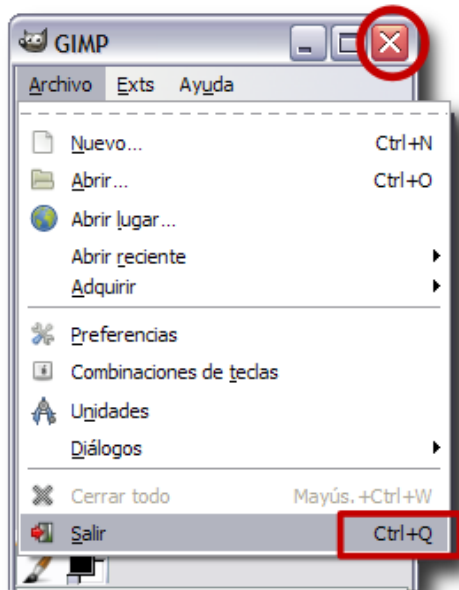 GIMP
Archivo Exts Ayuda
Nuevo... Ctrl+N
Abrir... Ctrl+O
Abrir lugar...
Abrir reciente
Adquirir
Preferencias
Combinaciones de teclas
Unidades
Diálogos
Cerrar todo Mayús.+Ctrl+W
Salir Ctrl+Q